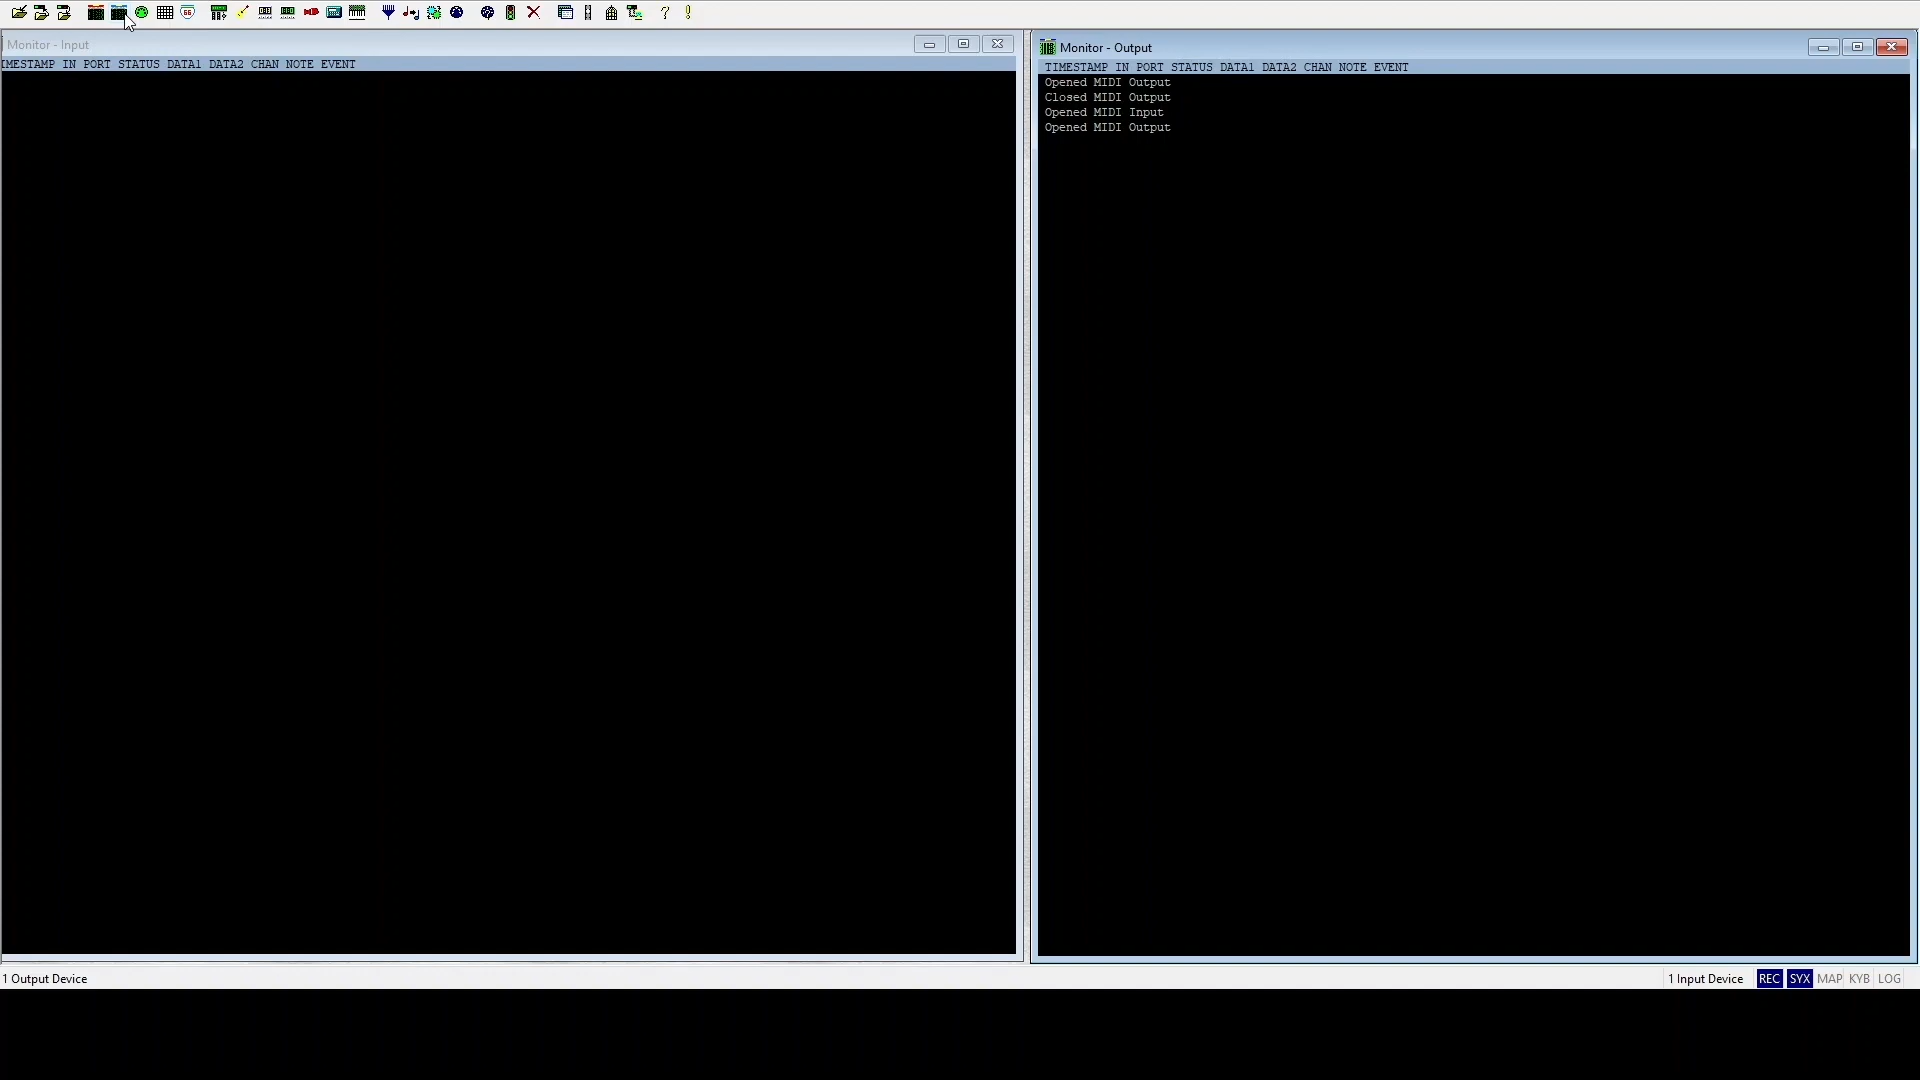 Monitor - Input
IMESTAMP IN PORT STATUS DATA1 DATA2 CHAN NOTE EVENT
Monitor - Output
TIMESTAMP IN PORT STATUS DATA1 DATA2 CHAN NOTE EVENT
Opened MIDI Output
Closed MIDI Output
Opened MIDI Input
Opened MIDI Output
1 Output Device
1 Input Device REC SYX MAP KYB LOG